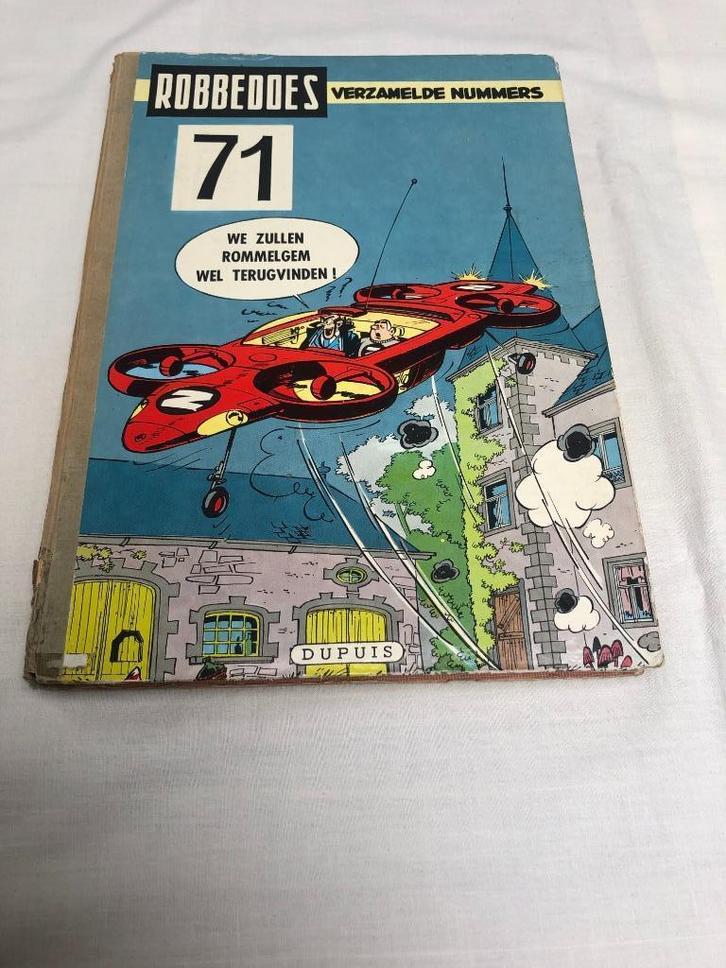 ROBBEDOES VERZAMELDE NUMMERS
71
WE ZULLEN
ROMMELGEM
WEL TERUGVINDEN!
N
Z
DUPUIS